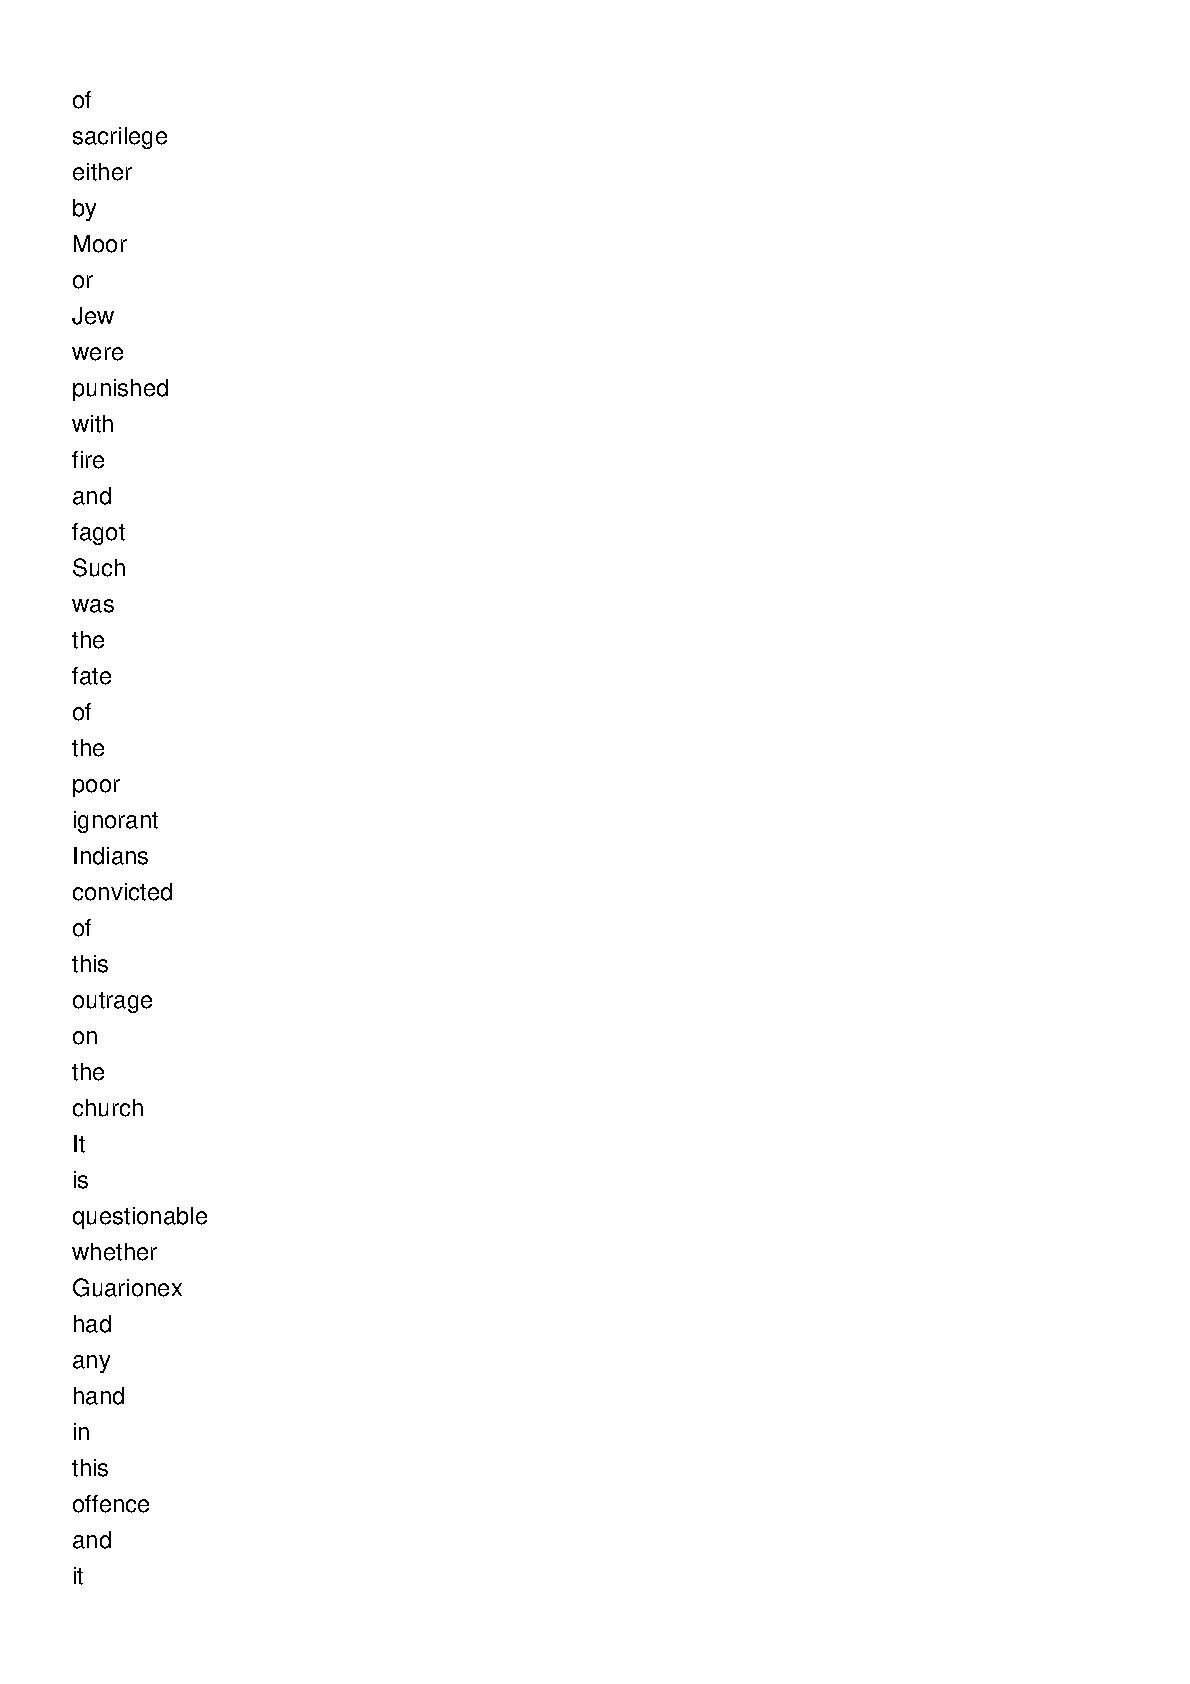 of
sacrilege
either
by
Moor
or
Jew
were
punished
with
fire
and
fagot
Such
was
the
fate
of
the
poor
ignorant
Indians
convicted
of
this
outrage
on
the
church
It
is
questionable
whether
Guarionex
had
any
hand
in
this
offence
and
it